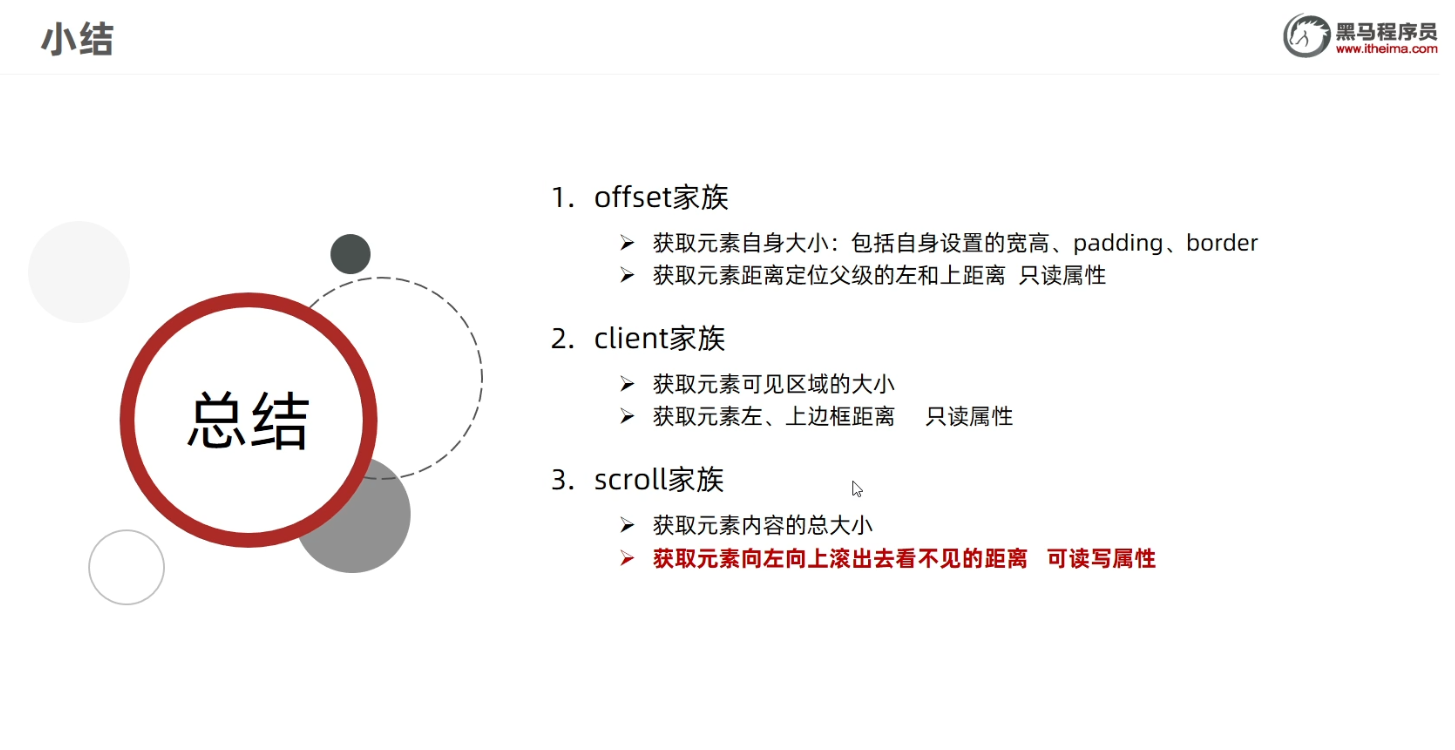 小结
黑马程序员
www.itheima.com
总结
1. offset家族
➢ 获取元素自身大小：包括自身设置的宽高、padding、border
➢ 获取元素距离定位父级的左和上距离 只读属性
2. client家族
➢ 获取元素可见区域的大小
➢ 获取元素左、上边框距离 只读属性
3. scroll家族
➢ 获取元素内容的总大小
➢ 获取元素向左向上滚出去看不见的距离 可读写属性